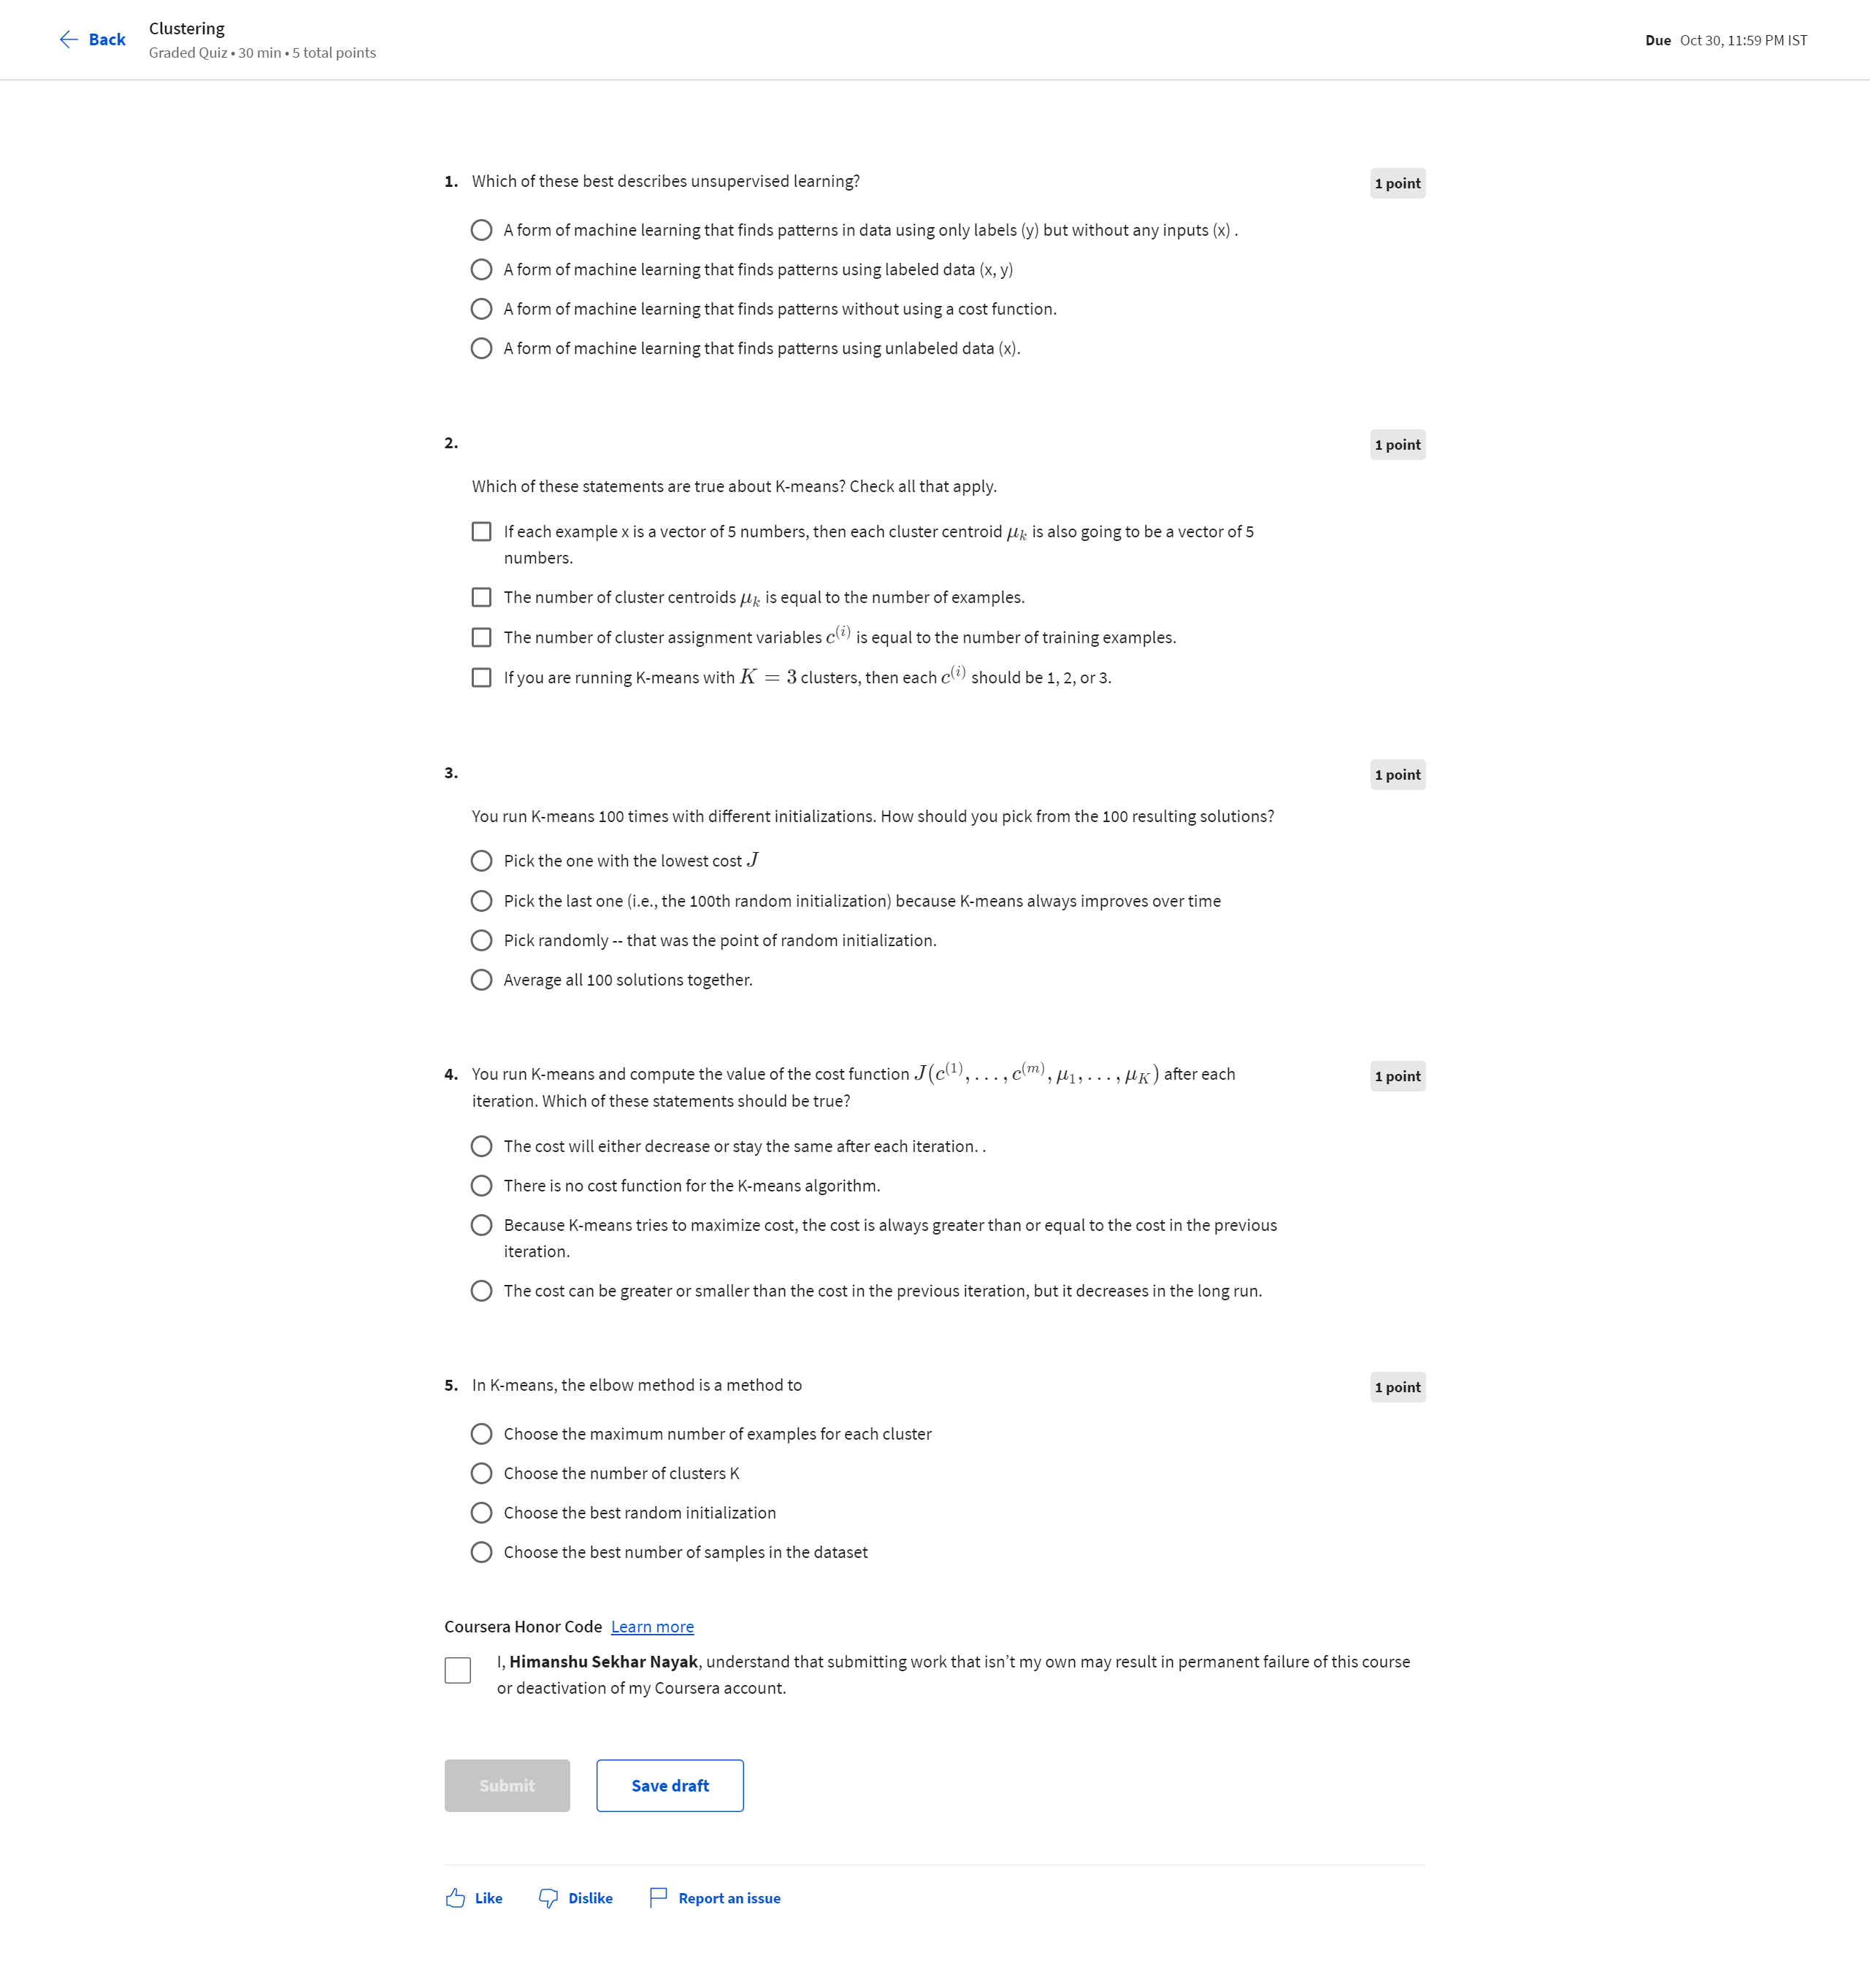 Back
Clustering
Graded Quiz • 30 min • 5 total points
Due Oct 30, 11:59 PM IST
1. Which of these best describes unsupervised learning?
1 point
A form of machine learning that finds patterns in data using only labels (y) but without any inputs (x) .
A form of machine learning that finds patterns using labeled data (x, y)
A form of machine learning that finds patterns without using a cost function.
A form of machine learning that finds patterns using unlabeled data (x).
2.
1 point
Which of these statements are true about K-means? Check all that apply.
If each example x is a vector of 5 numbers, then each cluster centroid μₖ is also going to be a vector of 5
numbers.
The number of cluster centroids μₖ is equal to the number of examples.
The number of cluster assignment variables c⁽ⁱ⁾ is equal to the number of training examples.
If you are running K-means with K = 3 clusters, then each c⁽ⁱ⁾ should be 1, 2, or 3.
3.
1 point
You run K-means 100 times with different initializations. How should you pick from the 100 resulting solutions?
Pick the one with the lowest cost J
Pick the last one (i.e., the 100th random initialization) because K-means always improves over time
Pick randomly -- that was the point of random initialization.
Average all 100 solutions together.
4. You run K-means and compute the value of the cost function J(c⁽¹⁾, . . . , c⁽ᵐ⁾, μ₁, . . . , μ_K) after each
iteration. Which of these statements should be true?
1 point
The cost will either decrease or stay the same after each iteration. .
There is no cost function for the K-means algorithm.
Because K-means tries to maximize cost, the cost is always greater than or equal to the cost in the previous
iteration.
The cost can be greater or smaller than the cost in the previous iteration, but it decreases in the long run.
5. In K-means, the elbow method is a method to
1 point
Choose the maximum number of examples for each cluster
Choose the number of clusters K
Choose the best random initialization
Choose the best number of samples in the dataset
Coursera Honor Code Learn more
I, Himanshu Sekhar Nayak, understand that submitting work that isn’t my own may result in permanent failure of this course
or deactivation of my Coursera account.
Submit
Save draft
Like
Dislike
Report an issue